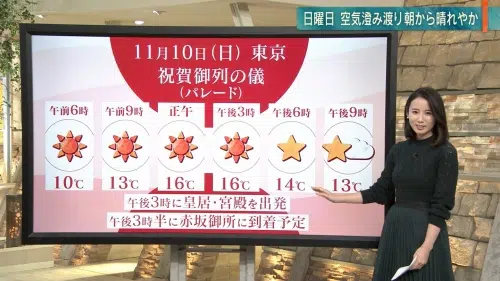 日曜日 空気澄み渡り朝から晴れやか
11月10日(日) 東京
祝賀御列の儀
(パレード)
午前6時 午前9時 正午 午後3時 午後6時 午後9時
10℃ 13℃ 16℃ 16℃ 14℃ 13℃
午後3時に皇居・宮殿を出発
午後3時半に赤坂御所に到着予定